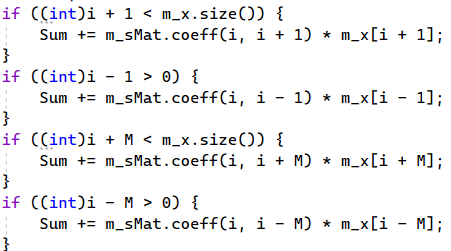 if ((int)i + 1 < m_x.size()) {
    Sum += m_sMat.coeff(i, i + 1) * m_x[i + 1];
}
if ((int)i - 1 > 0) {
    Sum += m_sMat.coeff(i, i - 1) * m_x[i - 1];
}
if ((int)i + M < m_x.size()) {
    Sum += m_sMat.coeff(i, i + M) * m_x[i + M];
}
if ((int)i - M > 0) {
    Sum += m_sMat.coeff(i, i - M) * m_x[i - M];
}